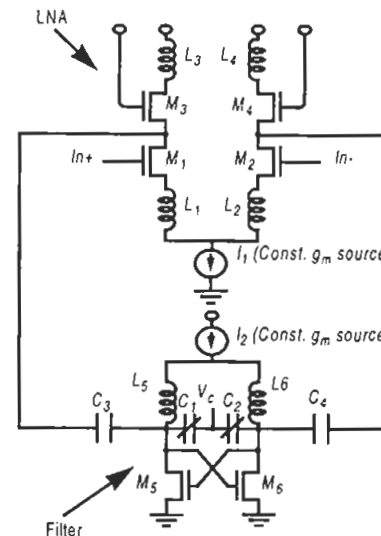 LNA
L3 L4
M3 M4
In+ M1 M2 In-
L1 L2
I1 (Const. gm source
I2 (Const. gm source
L5 L6
C3 C1 Vc C2 C4
M5 M6
Filter